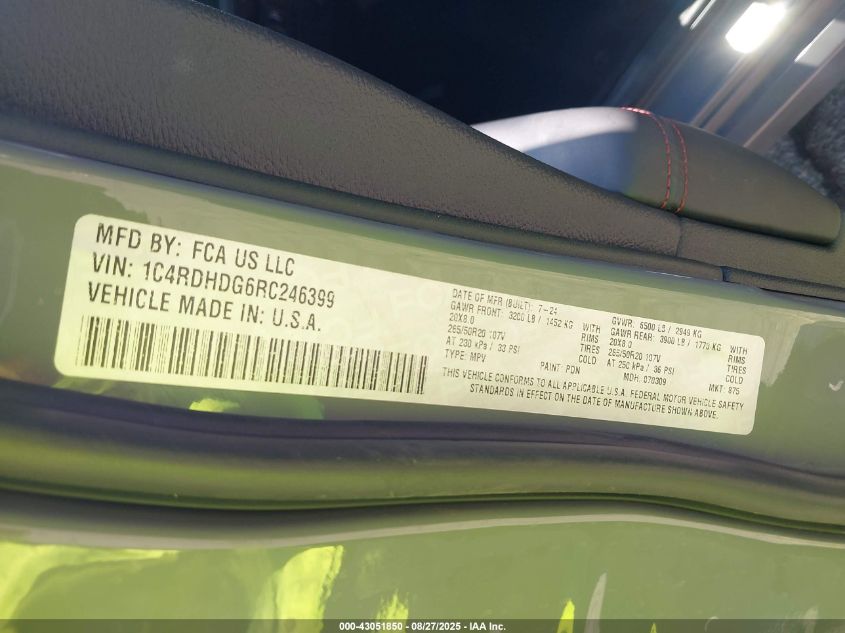 MFD BY: FCA US LLC
VIN: 1C4RDHDG6RC246399
VEHICLE MADE IN: U.S.A.
DATE OF MFR (BUILT): 7-24
GAWR FRONT: 3200 LB / 1452 KG WITH
20X8.0 RIMS
265/50R20 107V TIRES
AT 230 kPa / 33 PSI COLD
TYPE: MPV PAINT: PDN
GVWR: 6500 LB / 2949 KG
GAWR REAR: 3900 LB / 1770 KG WITH
20X8.0 RIMS
265/50R20 107V TIRES
AT 250 kPa / 36 PSI COLD
MDH: 070309 MKT: 875
THIS VEHICLE CONFORMS TO ALL APPLICABLE U.S.A. FEDERAL MOTOR VEHICLE SAFETY
STANDARDS IN EFFECT ON THE DATE OF MANUFACTURE SHOWN ABOVE.
000-43051850 - 08/27/2025 - IAA Inc.